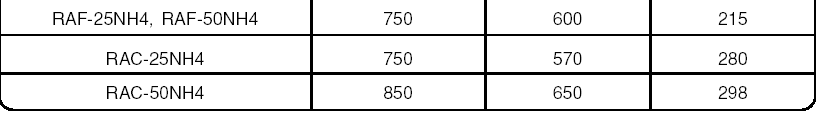 RAF-25NH4, RAF-50NH4 750 600 215
RAC-25NH4 750 570 280
RAC-50NH4 850 650 298